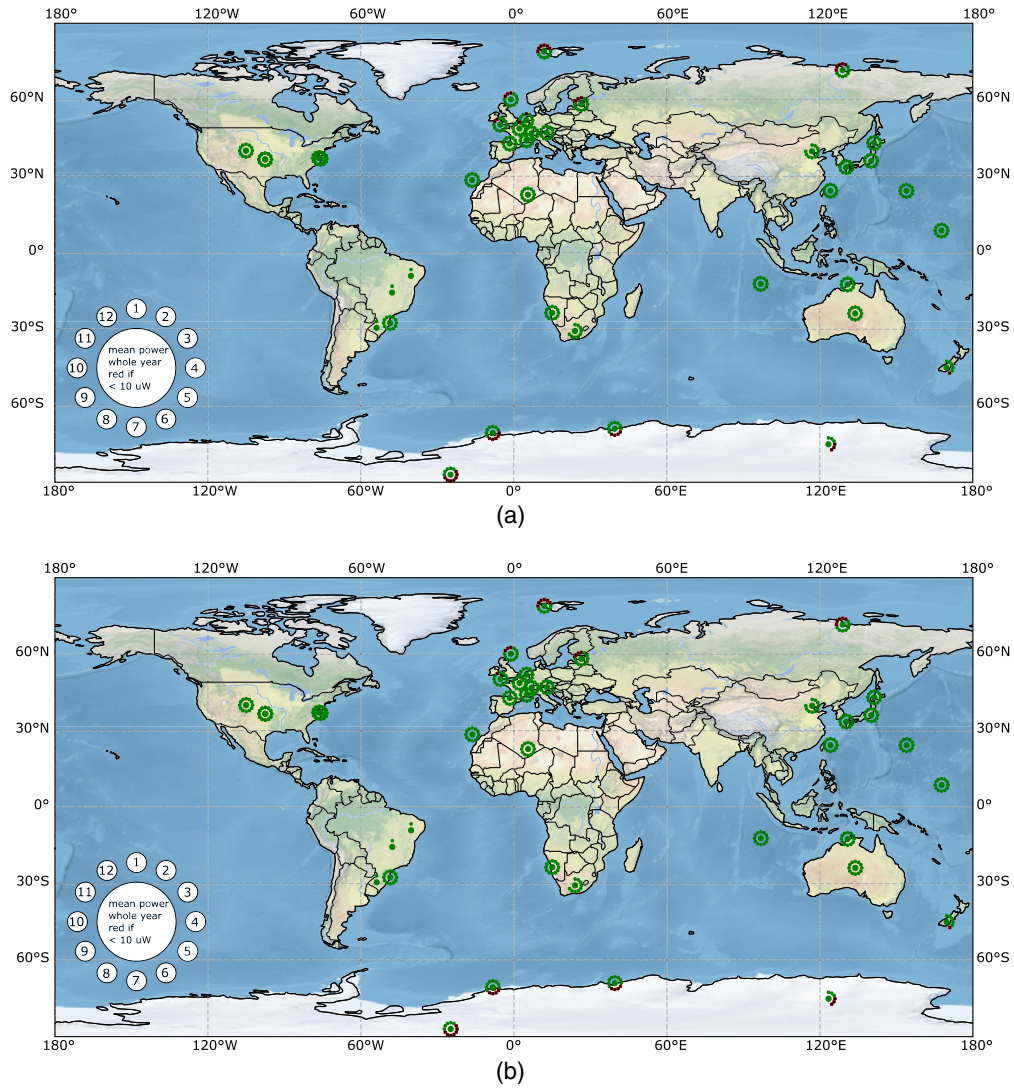 180° 120°W 60°W 0° 60°E 120°E 180°
60°N 60°N
30°N 30°N
0° 0°
30°S 30°S
60°S 60°S
12 1 2
11 3
10 4
9 5
8 7 6
mean power
whole year
red if
< 10 uW
180° 120°W 60°W 0° 60°E 120°E 180°
(a)
180° 120°W 60°W 0° 60°E 120°E 180°
60°N 60°N
30°N 30°N
0° 0°
30°S 30°S
60°S 60°S
12 1 2
11 3
10 4
9 5
8 7 6
mean power
whole year
red if
< 10 uW
180° 120°W 60°W 0° 60°E 120°E 180°
(b)